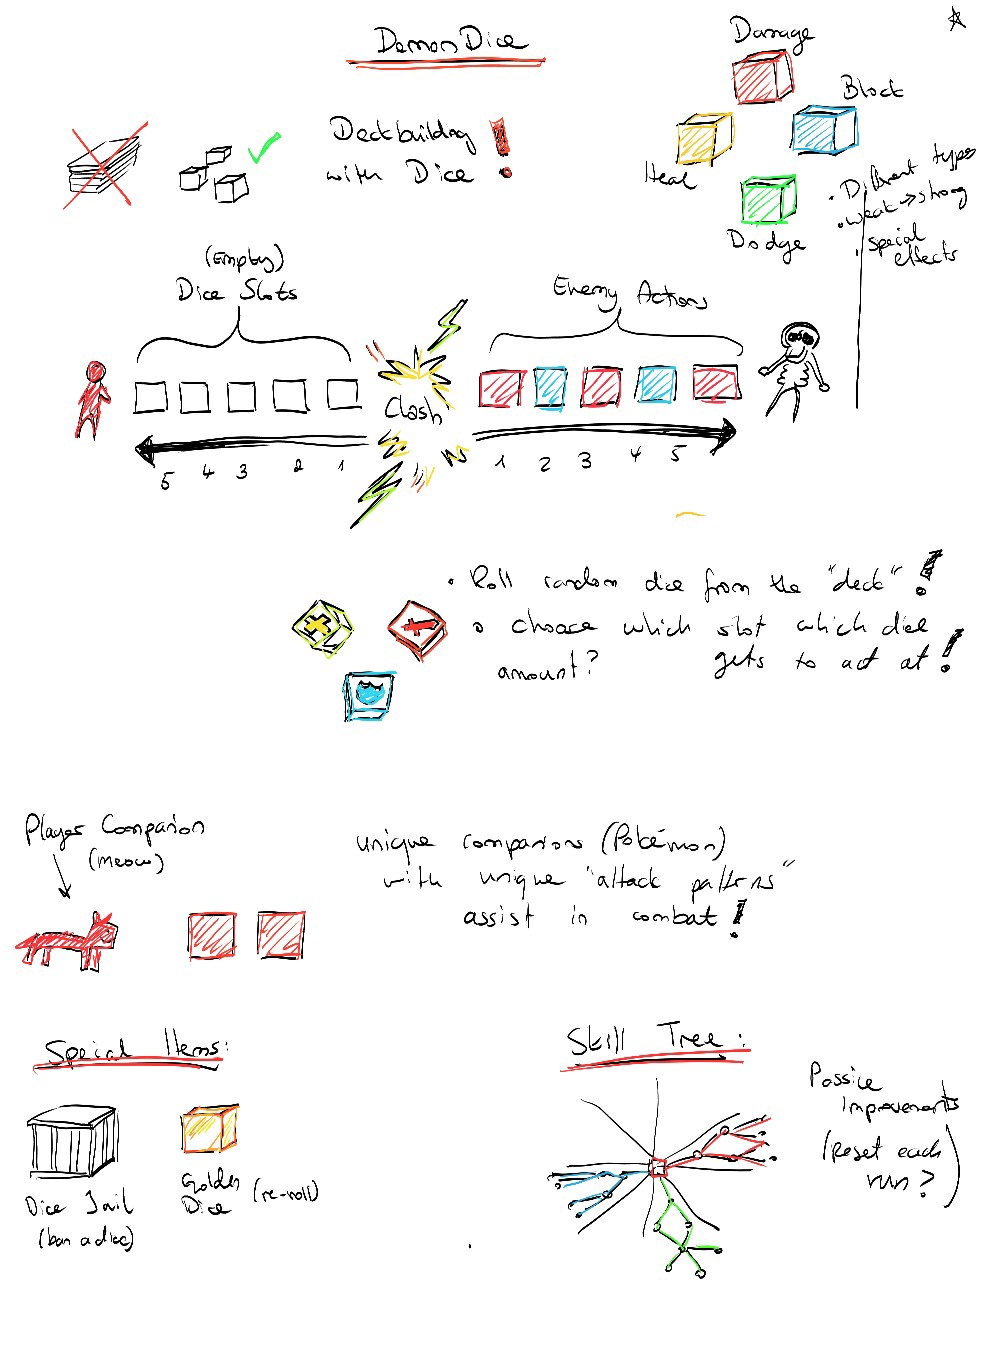 Demon Dice
Deckbuilding
with Dice !
Damage
Block
Heal
Dodge
• Different types
• weak -> strong
• special
effects
(Empty)
Dice Slots
Enemy Actions
Clash
5 4 3 2 1
1 2 3 4 5
• Roll random dice from the "deck" !
• choose which slot which dice
amount? gets to act at !
Player Companion
(meow)
unique companions (Pokémon)
with unique "attack patterns"
assist in combat !
Special Items:
Dice Jail
(ban a dice)
Golden
Dice (re-roll)
Skill Tree:
Passive
Improvements
(Reset each
run?)